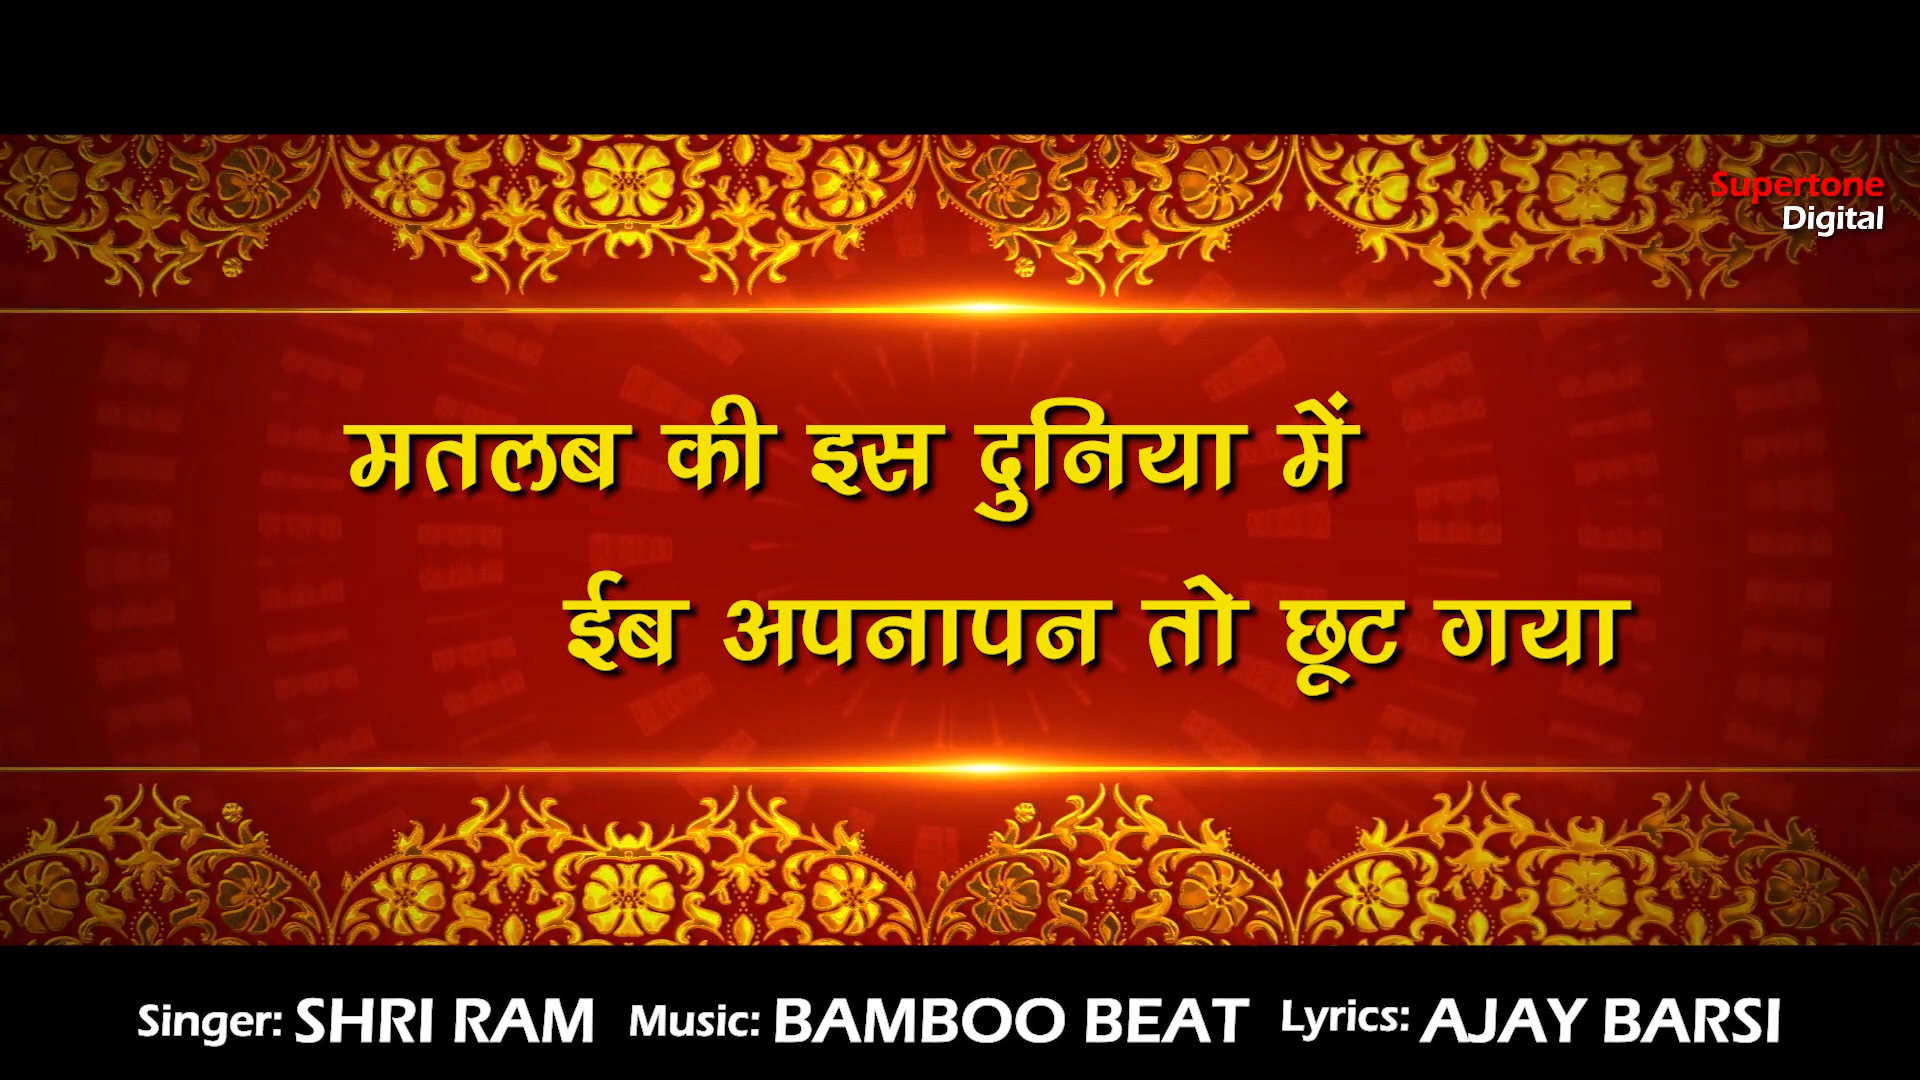 Supertone
Digital
मतलब की इस दुनिया में
ईब अपनापन तो छूट गया
Singer: SHRI RAM Music: BAMBOO BEAT Lyrics: AJAY BARSI